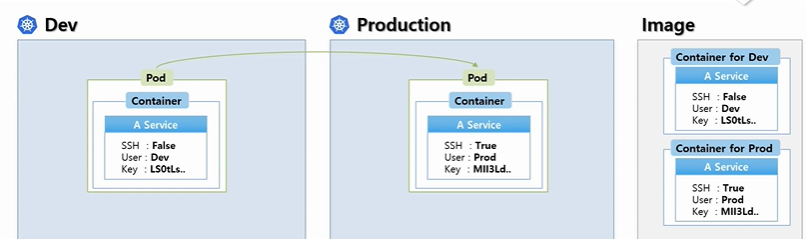 Dev
Pod
Container
A Service
SSH : False
User : Dev
Key : LS0tLs..
Production
Pod
Container
A Service
SSH : True
User : Prod
Key : MII3Ld..
Image
Container for Dev
A Service
SSH : False
User : Dev
Key : LS0tLs..
Container for Prod
A Service
SSH : True
User : Prod
Key : MII3Ld..